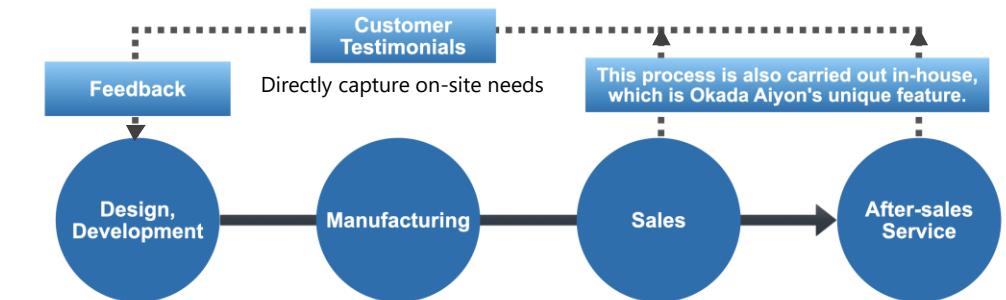 Customer
Testimonials
Feedback
Directly capture on-site needs
This process is also carried out in-house,
which is Okada Aiyon's unique feature.
Design,
Development
Manufacturing
Sales
After-sales
Service